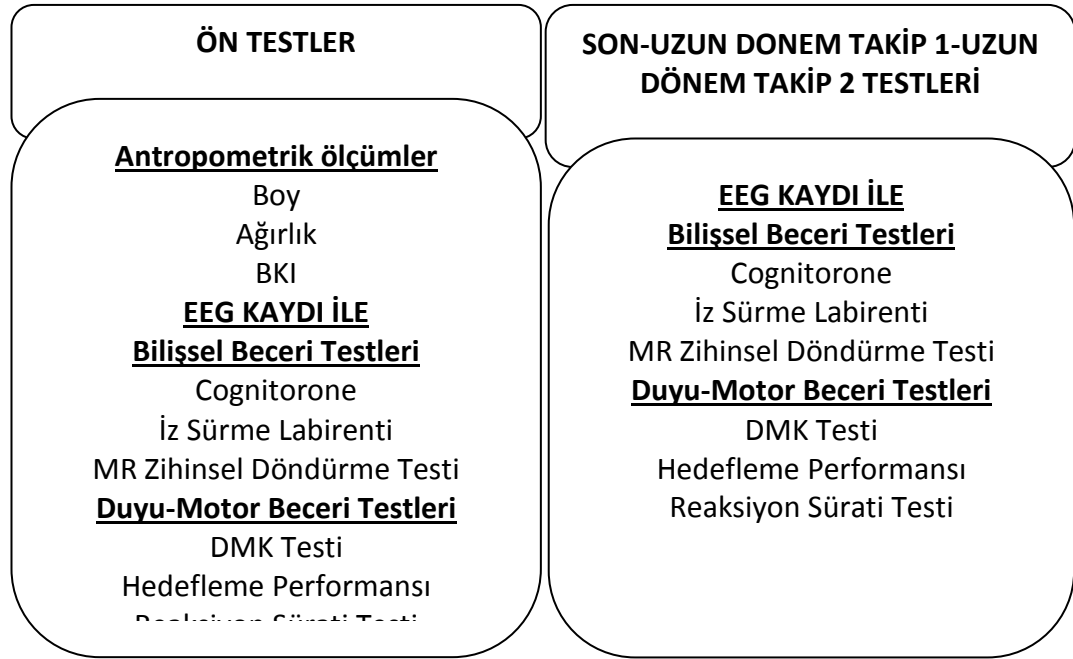 ÖN TESTLER
Antropometrik ölçümler
Boy
Ağırlık
BKI
EEG KAYDI İLE
Bilişsel Beceri Testleri
Cognitorone
İz Sürme Labirenti
MR Zihinsel Döndürme Testi
Duyu-Motor Beceri Testleri
DMK Testi
Hedefleme Performansı
Reaksiyon Sürati Testi
SON-UZUN DONEM TAKİP 1-UZUN
DÖNEM TAKİP 2 TESTLERİ
EEG KAYDI İLE
Bilişsel Beceri Testleri
Cognitorone
İz Sürme Labirenti
MR Zihinsel Döndürme Testi
Duyu-Motor Beceri Testleri
DMK Testi
Hedefleme Performansı
Reaksiyon Sürati Testi